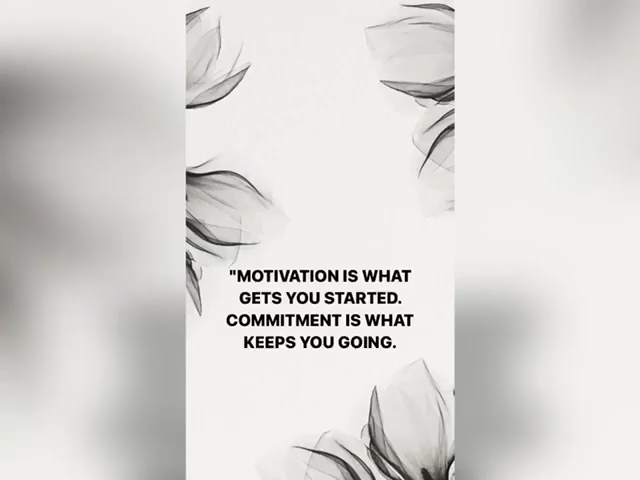 "MOTIVATION IS WHAT
GETS YOU STARTED.
COMMITMENT IS WHAT
KEEPS YOU GOING.